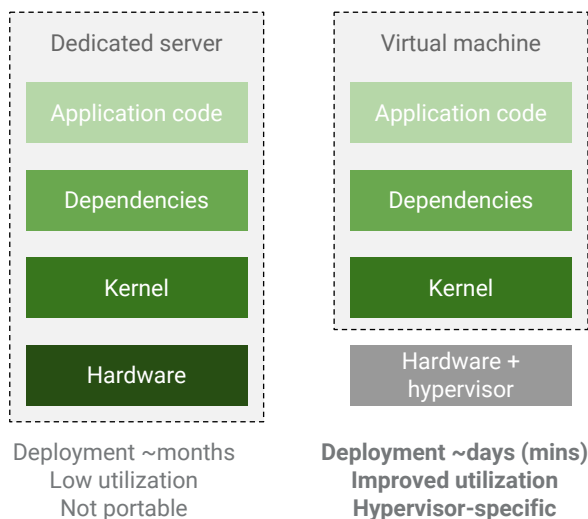 Dedicated server
Application code
Dependencies
Kernel
Hardware
Deployment ~months
Low utilization
Not portable
Virtual machine
Application code
Dependencies
Kernel
Hardware +
hypervisor
Deployment ~days (mins)
Improved utilization
Hypervisor-specific